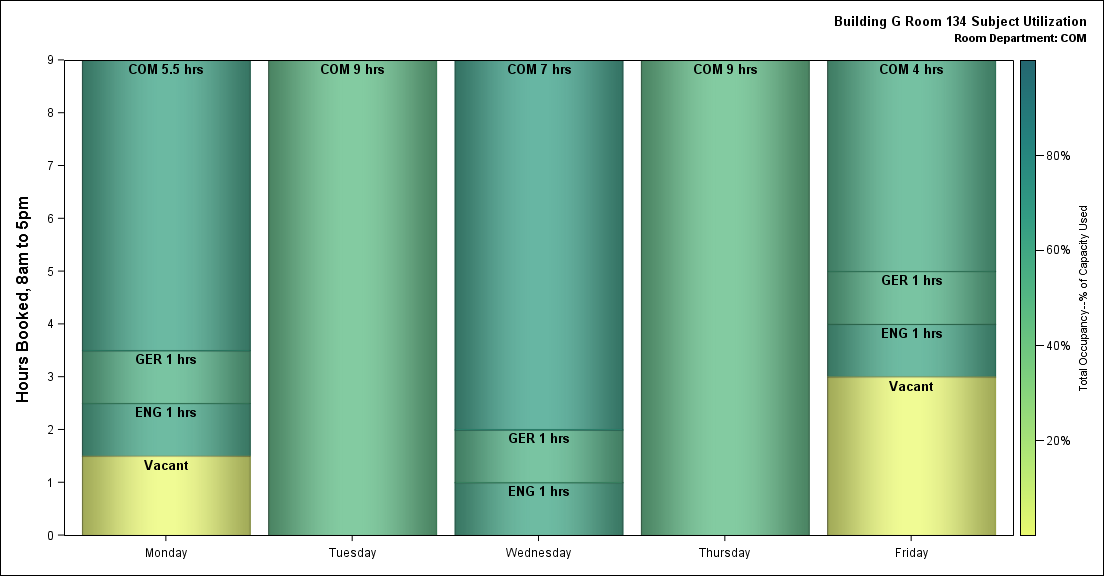 Building G Room 134 Subject Utilization
Room Department: COM
Hours Booked, 8am to 5pm
9
8
7
6
5
4
3
2
1
0
COM 5.5 hrs
GER 1 hrs
ENG 1 hrs
Vacant
COM 9 hrs
COM 7 hrs
GER 1 hrs
ENG 1 hrs
COM 9 hrs
COM 4 hrs
GER 1 hrs
ENG 1 hrs
Vacant
Monday
Tuesday
Wednesday
Thursday
Friday
80%
60%
40%
20%
Total Occupancy--% of Capacity Used